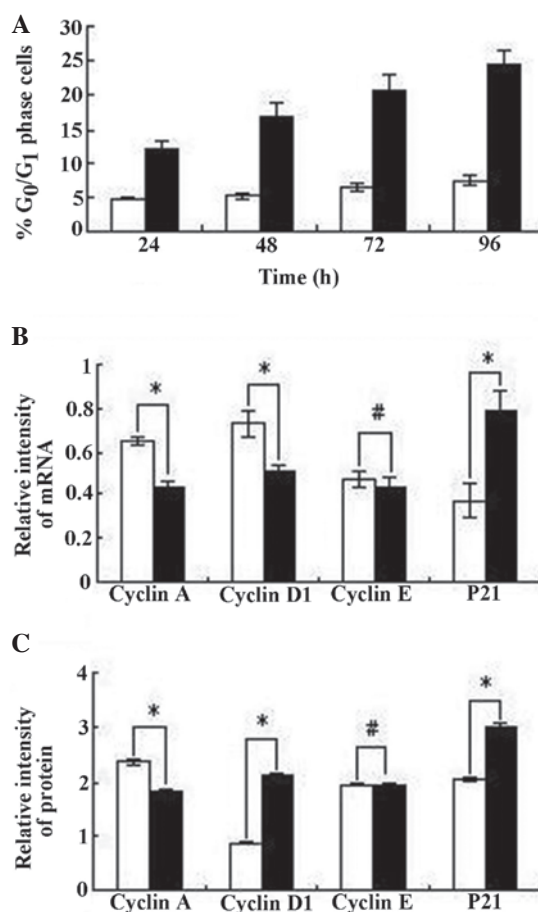 A
% G0/G1 phase cells
30
25
20
15
10
5
0
24 48 72 96
Time (h)
B
Relative intensity
of mRNA
1
0.8
0.6
0.4
0.2
0
* * # *
Cyclin A Cyclin D1 Cyclin E P21
C
Relative intensity
of protein
4
3
2
1
0
* * # *
Cyclin A Cyclin D1 Cyclin E P21